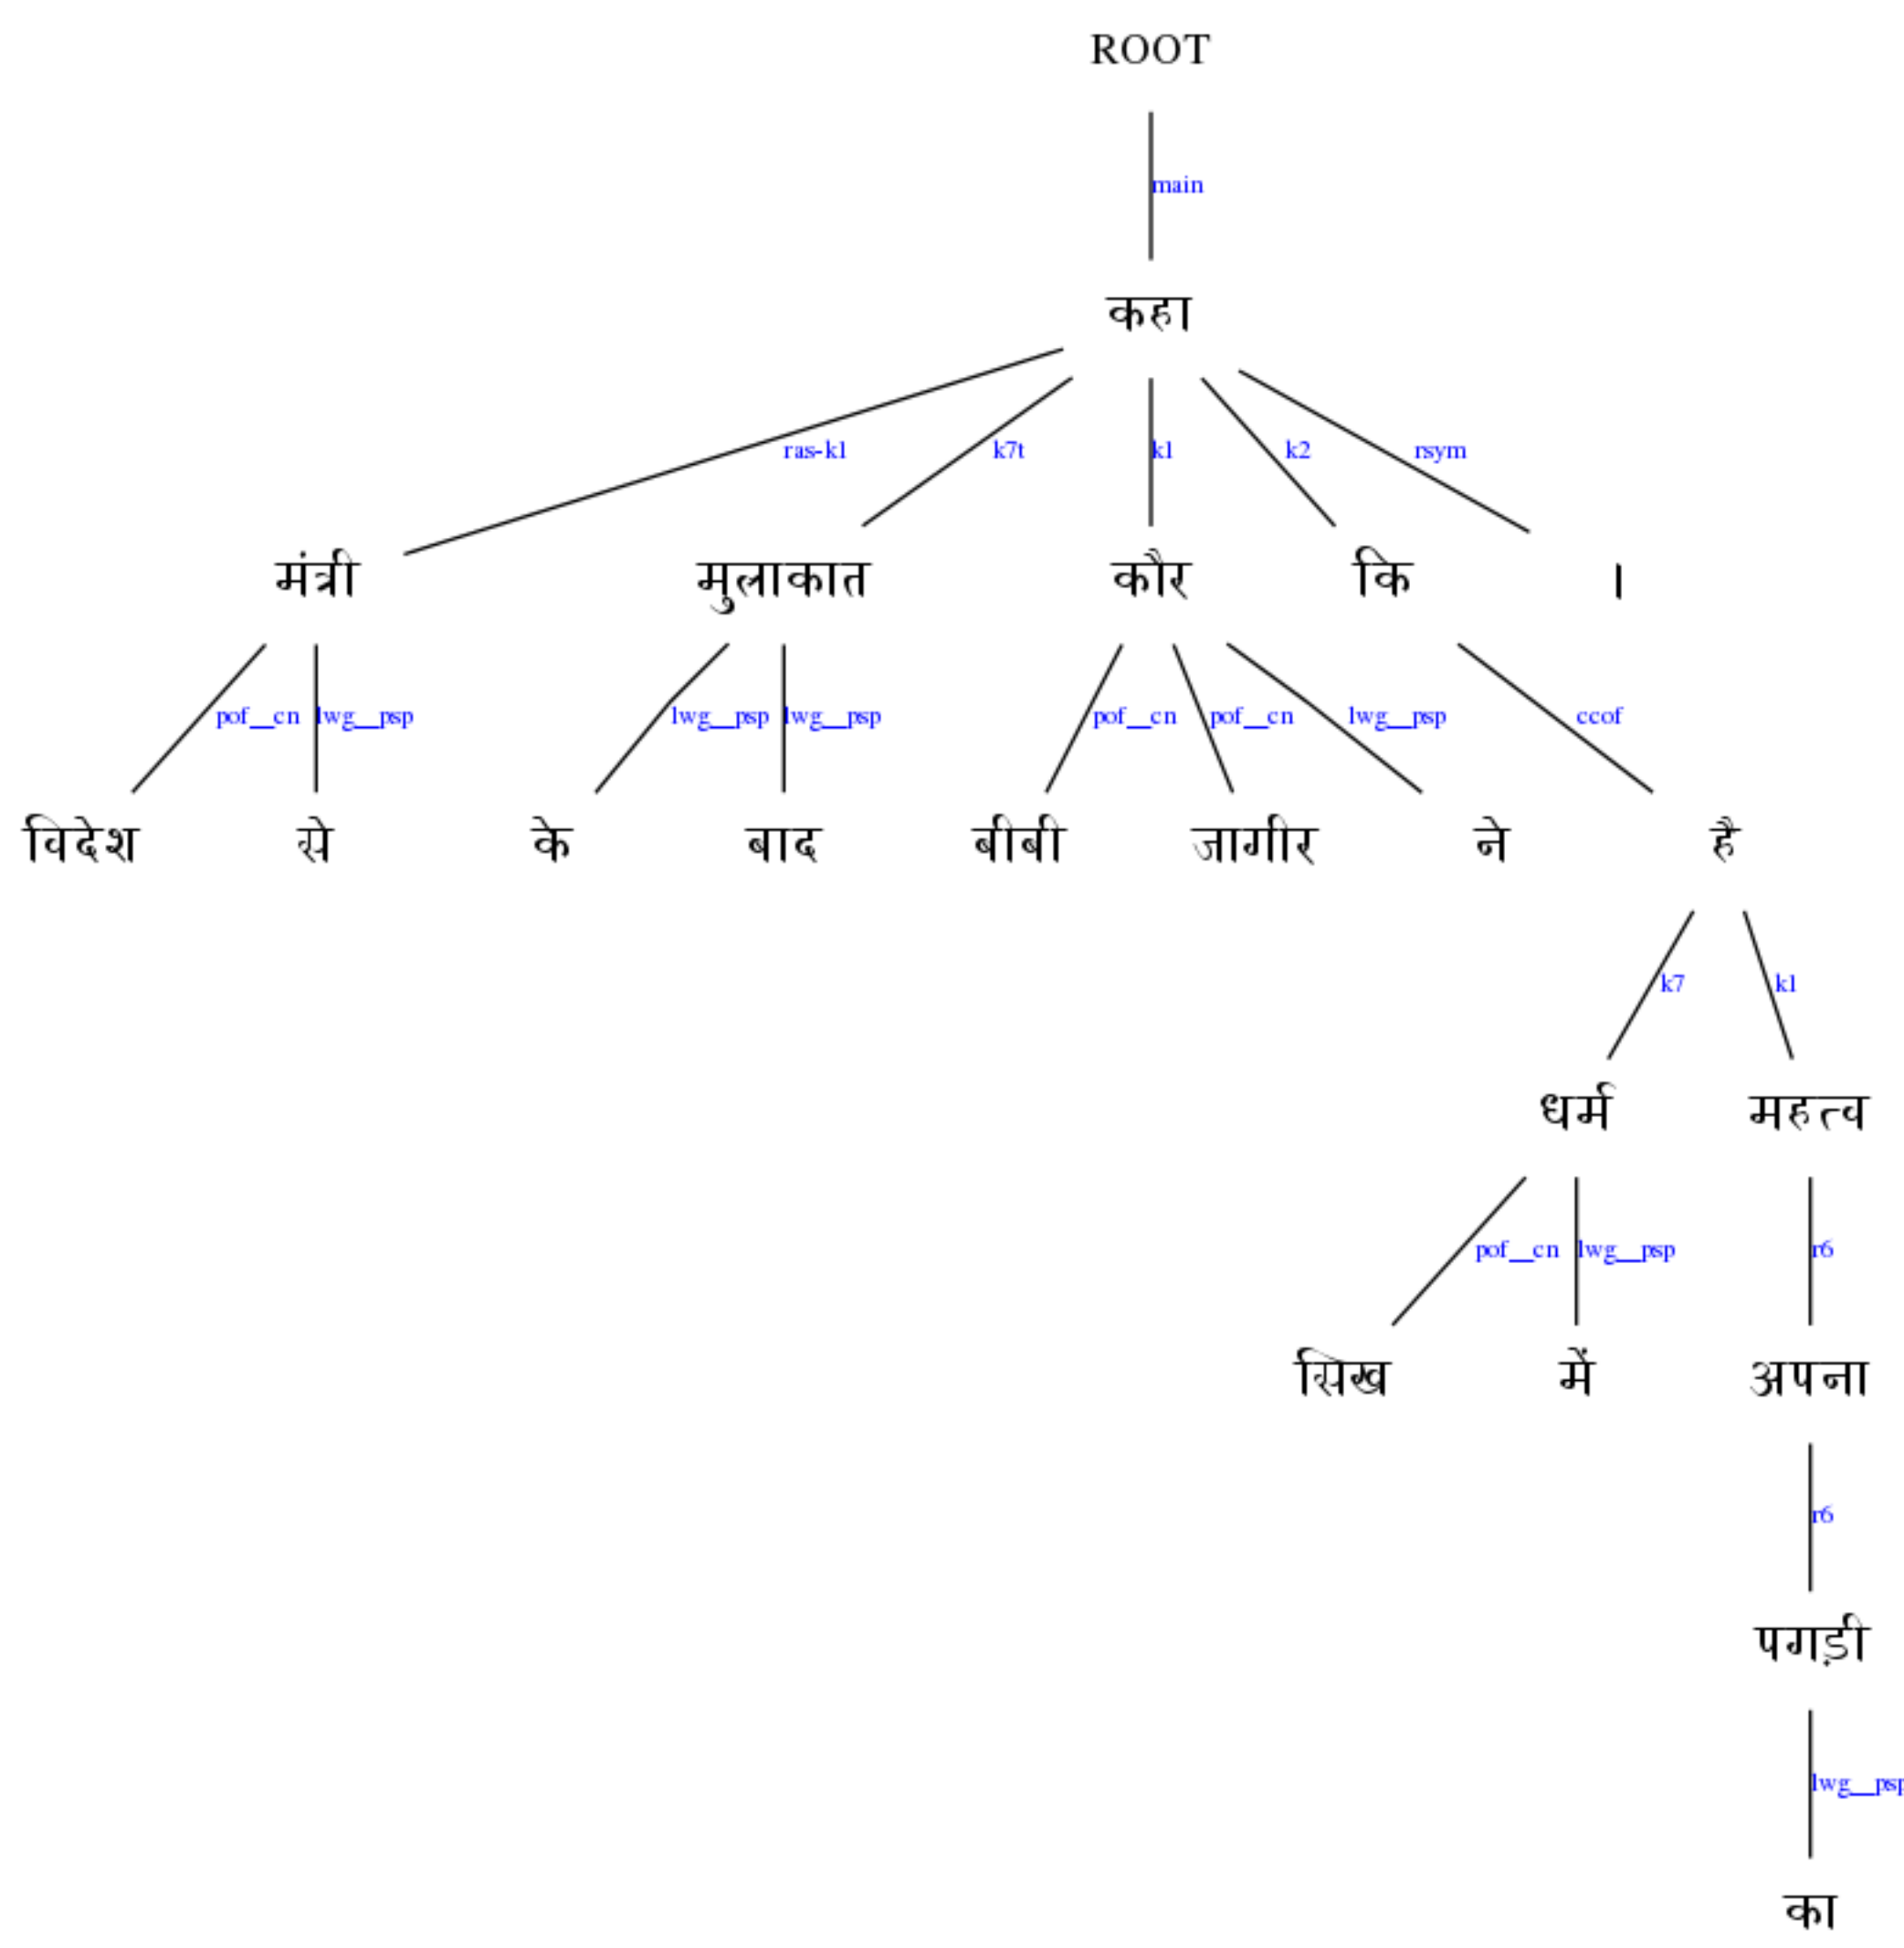 ROOT
main
कहा
ras-k1 k7t k1 k2 rsym
मंत्री मुलाकात कौर कि ।
pof__cn lwg__psp lwg__psp lwg__psp pof__cn pof__cn lwg__psp ccof
विदेश से के बाद बीबी जागीर ने है
k7 k1
धर्म महत्व
pof__cn lwg__psp r6
सिख में अपना
r6
पगड़ी
lwg__psp
का